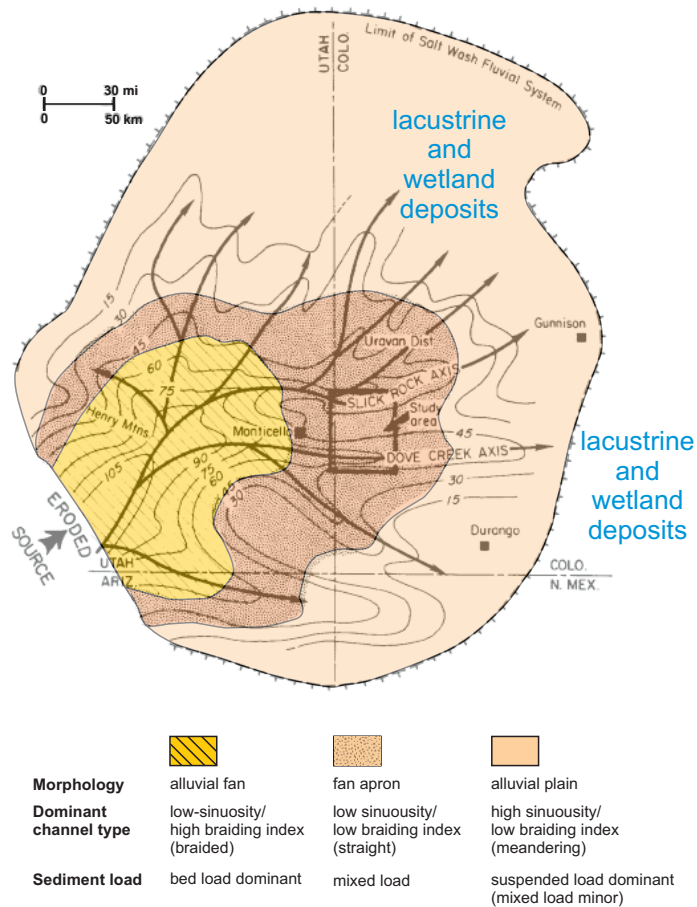 Limit of Salt Wash Fluvial System
UTAH
COLO.
0 30 mi
0 50 km
lacustrine
and
wetland
deposits
15
30
45
60
75
Gunnison
Uravan Dist.
SLICK ROCK AXIS
Henry Mtns.
Monticello
Study
area
45
DOVE CREEK AXIS
lacustrine
and
wetland
deposits
105
90
75
60
45
30
30
15
ERODED
SOURCE
Durango
UTAH
ARIZ.
COLO.
N. MEX.
Morphology alluvial fan fan apron alluvial plain
Dominant low-sinuosity/ low sinuousity/ high sinuousity/
channel type high braiding index low braiding index low braiding index
(braided) (straight) (meandering)
Sediment load bed load dominant mixed load suspended load dominant
(mixed load minor)